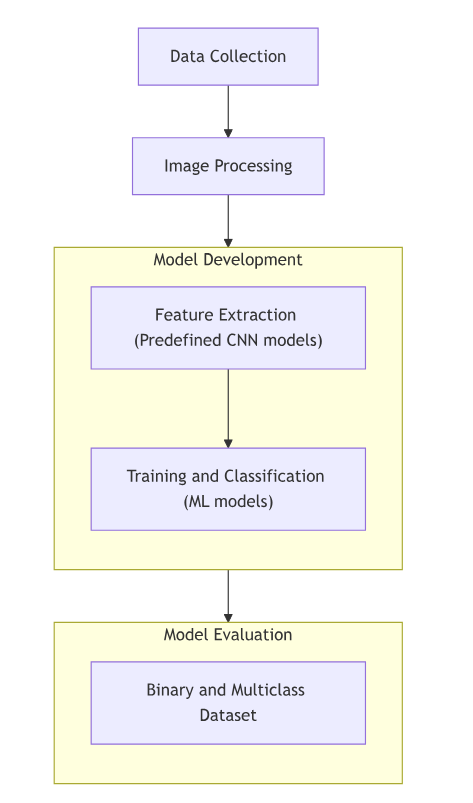 Data Collection
Image Processing
Model Development
Feature Extraction
(Predefined CNN models)
Training and Classification
(ML models)
Model Evaluation
Binary and Multiclass
Dataset